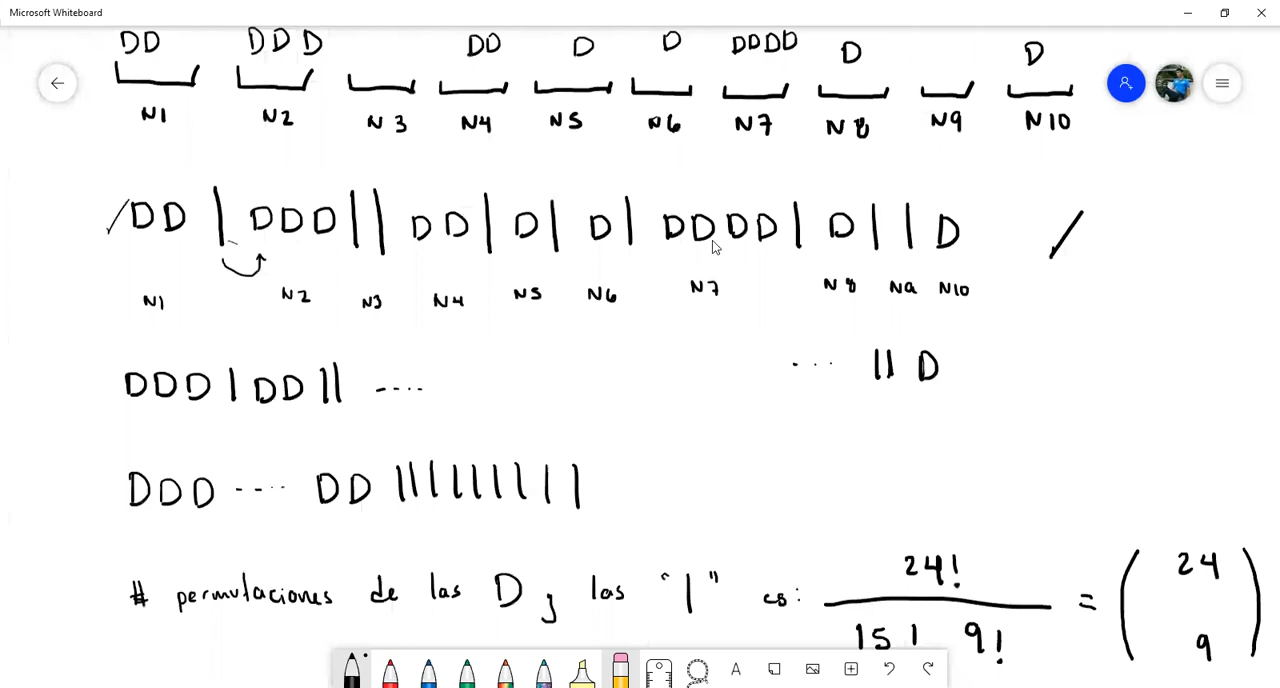 Microsoft Whiteboard
DD DDD DD D D DDDD D D
N1 N2 N3 N4 N5 N6 N7 N8 N9 N10
/DD | DDD || DD | D | D | DDDD | D || D /
N1 N2 N3 N4 N5 N6 N7 N8 N9 N10
DDD | DD || ---- ... || D
DDD ---- DD |||||||||
# permutaciones de las D y las "|" es: 24! / 15! 9! = ( 24 9 )
A